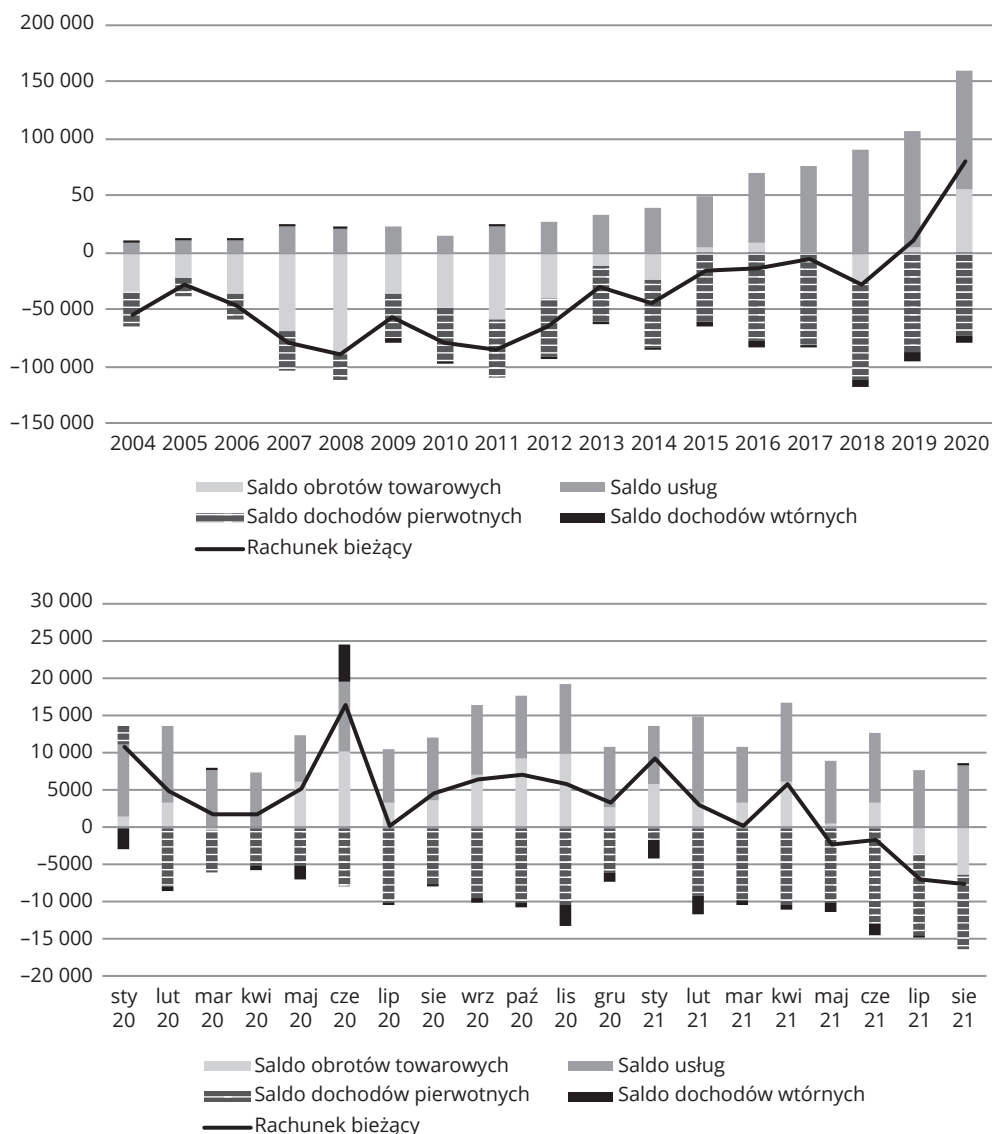 200 000
150 000
100 000
50
0
–50 000
–100 000
–150 000
2004 2005 2006 2007 2008 2009 2010 2011 2012 2013 2014 2015 2016 2017 2018 2019 2020
Saldo obrotów towarowych Saldo usług
Saldo dochodów pierwotnych Saldo dochodów wtórnych
Rachunek bieżący
30 000
25 000
20 000
15 000
10 000
5000
0
–5000
–10 000
–15 000
–20 000
sty lut mar kwi maj cze lip sie wrz paź lis gru sty lut mar kwi maj cze lip sie
20 20 20 20 20 20 20 20 20 20 20 20 21 21 21 21 21 21 21 21
Saldo obrotów towarowych Saldo usług
Saldo dochodów pierwotnych Saldo dochodów wtórnych
Rachunek bieżący